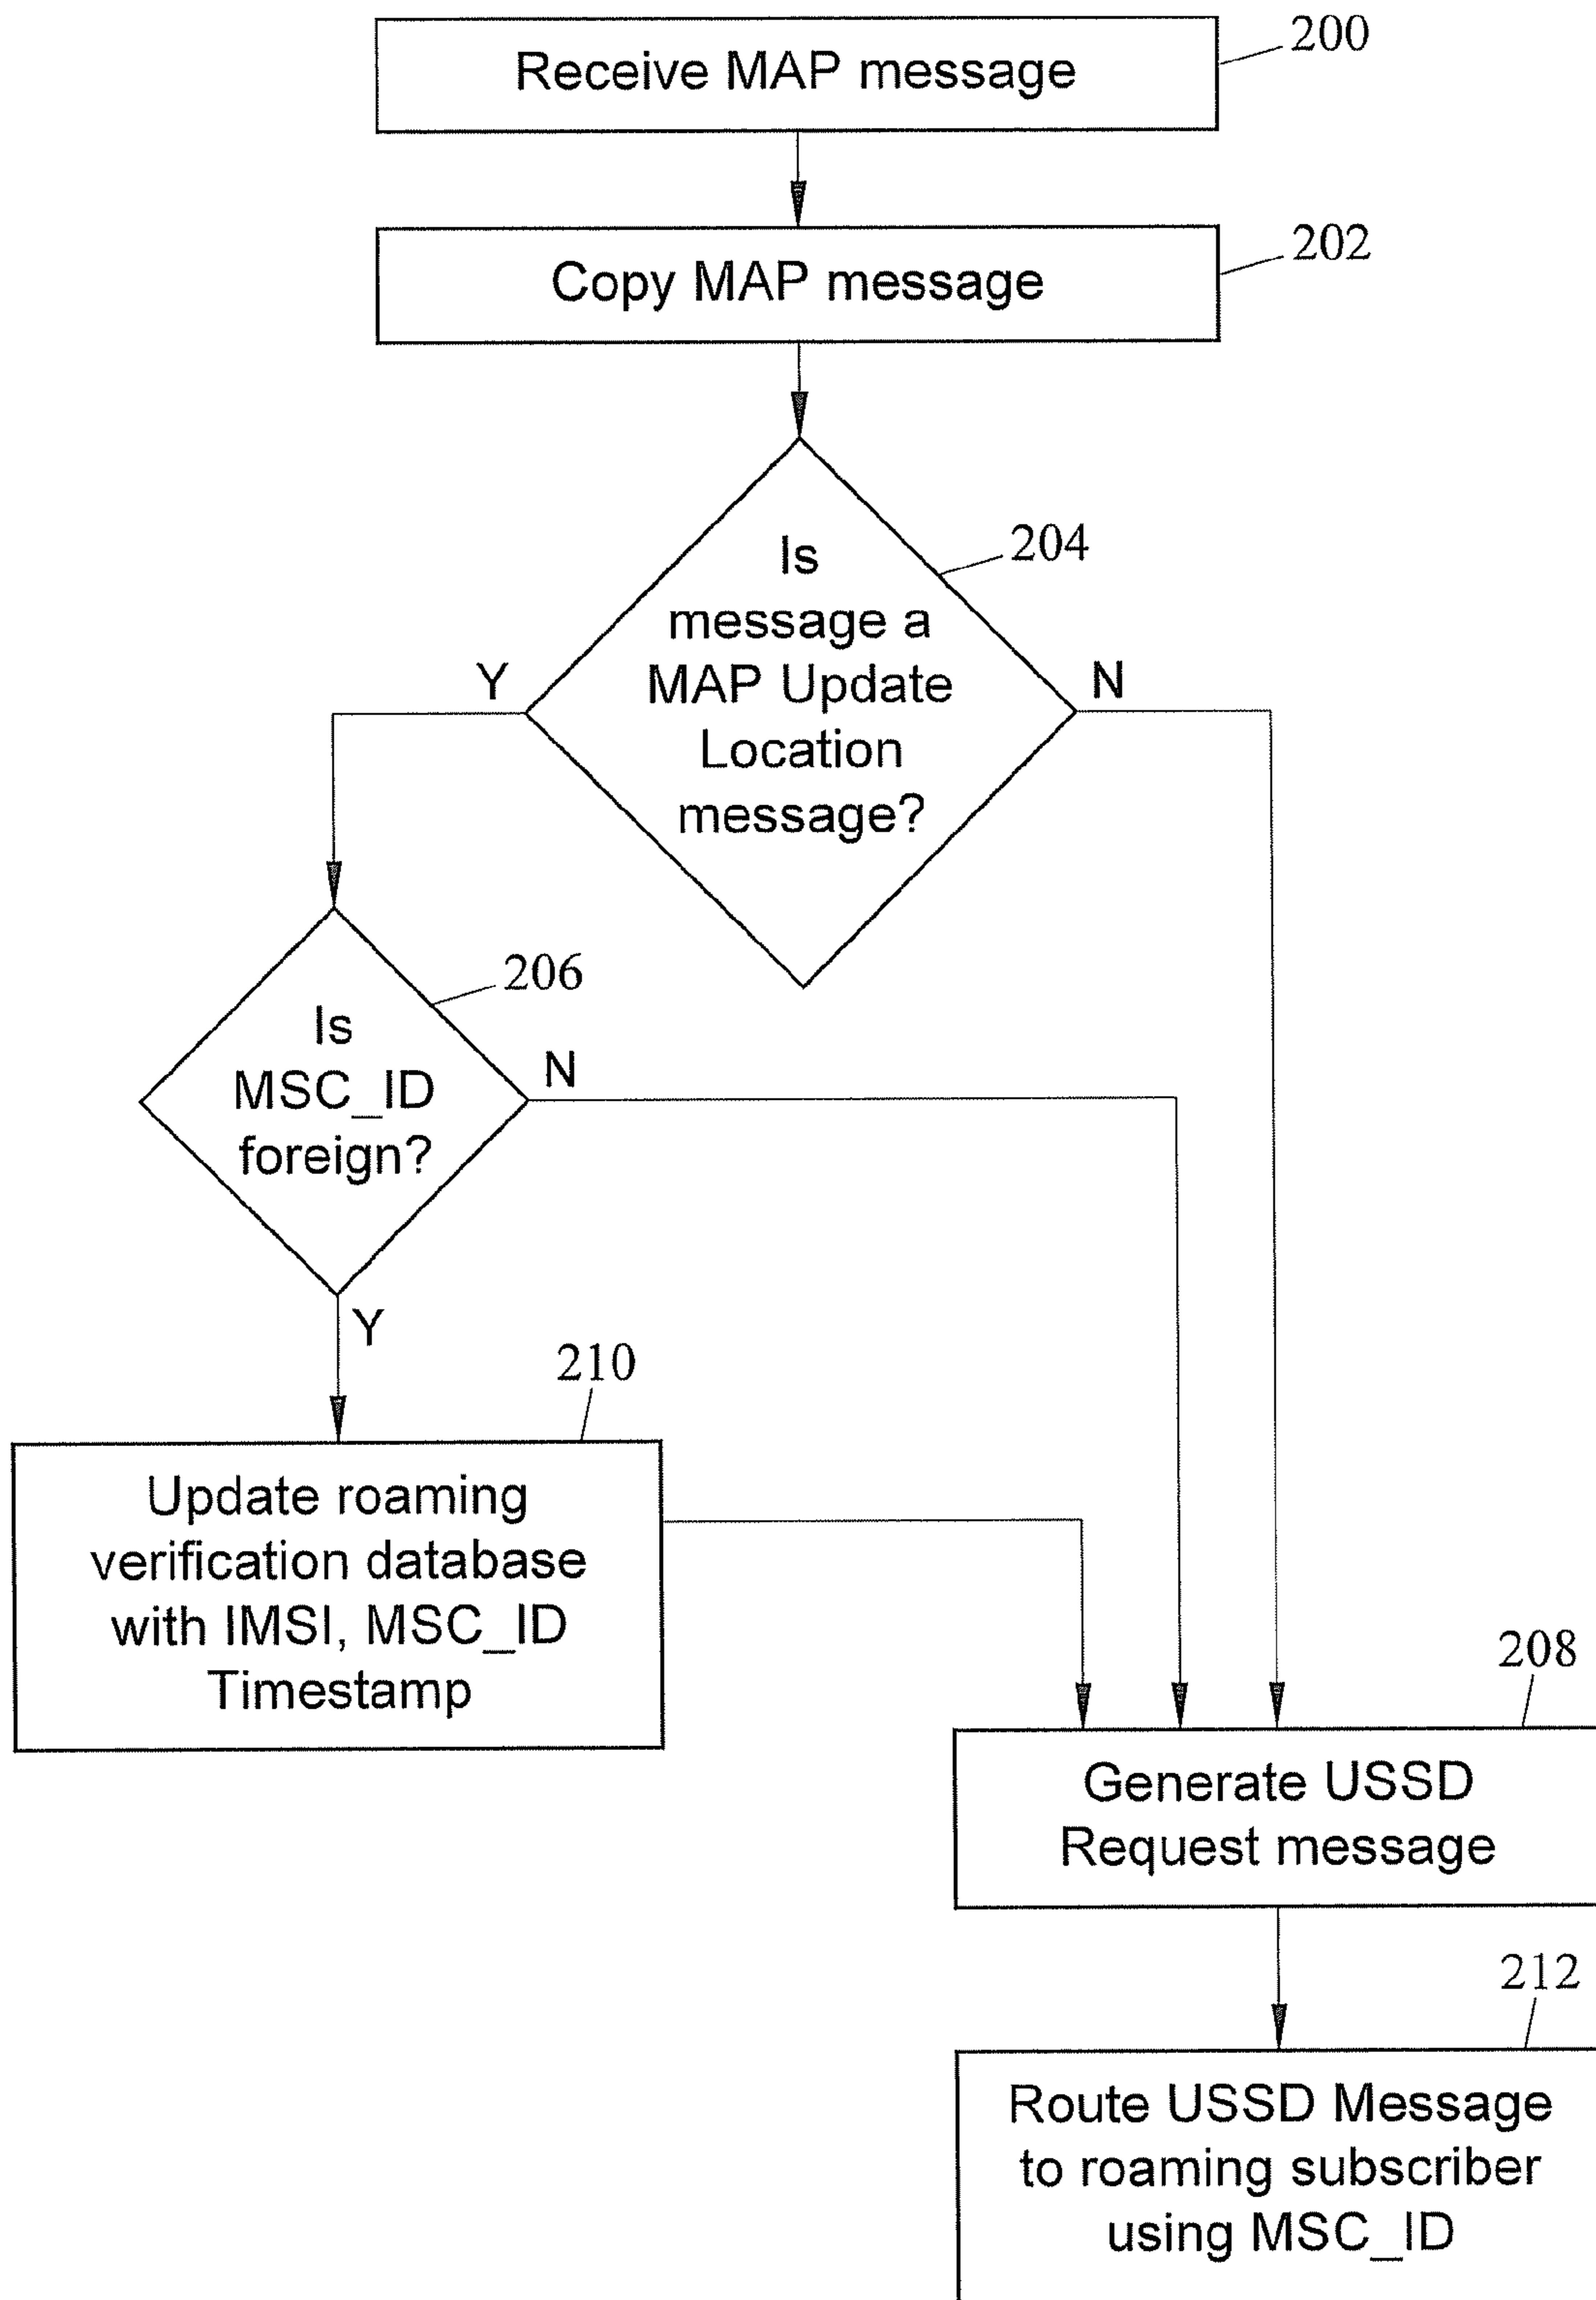 Receive MAP message
200
Copy MAP message
202
Is
message a
MAP Update
Location
message?
204
Y
N
Is
MSC_ID
foreign?
206
N
Y
210
Update roaming
verification database
with IMSI, MSC_ID
Timestamp
208
Generate USSD
Request message
212
Route USSD Message
to roaming subscriber
using MSC_ID